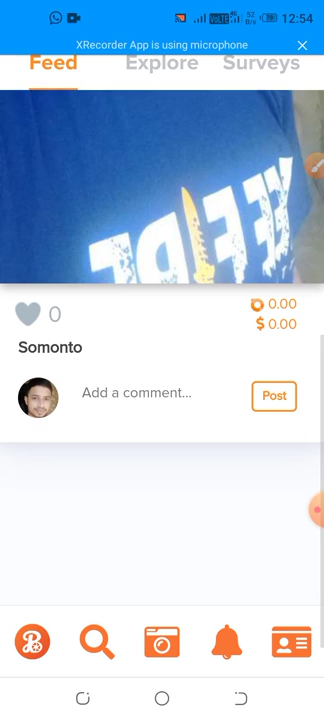 12:54
XRecorder App is using microphone
Feed Explore Surveys
0 0.00
$ 0.00
Somonto
Add a comment... Post